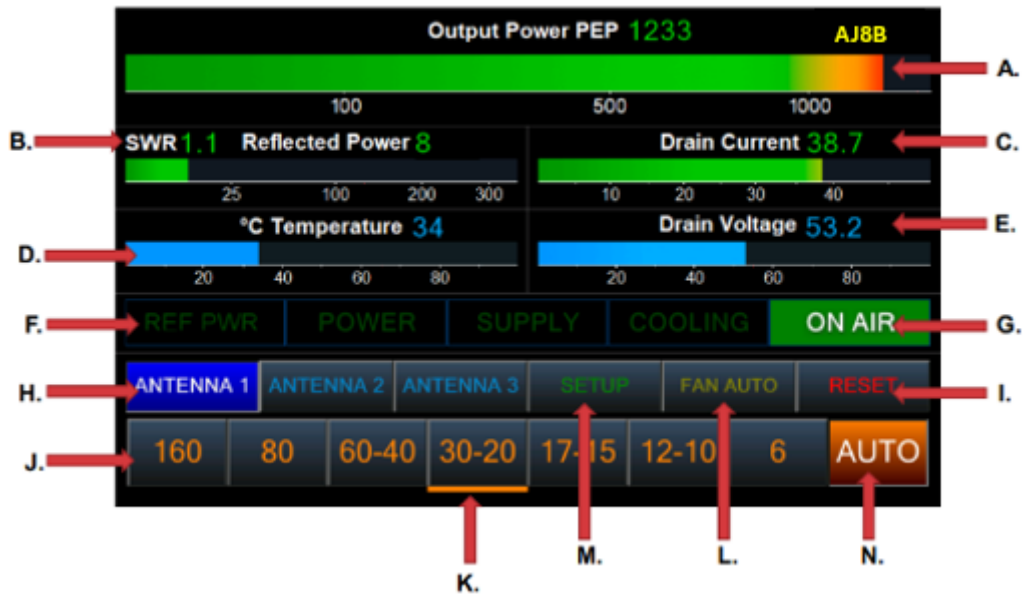 Output Power PEP 1233 AJ8B
A.
100 500 1000
B. SWR 1.1 Reflected Power 8 Drain Current 38.7 C.
25 100 200 300 10 20 30 40
°C Temperature 34 Drain Voltage 53.2 E.
D.
20 40 60 80 20 40 60 80
F. REF PWR POWER SUPPLY COOLING ON AIR G.
H. ANTENNA 1 ANTENNA 2 ANTENNA 3 SETUP FAN AUTO RESET I.
J. 160 80 60-40 30-20 17-15 12-10 6 AUTO
M. L. N.
K.